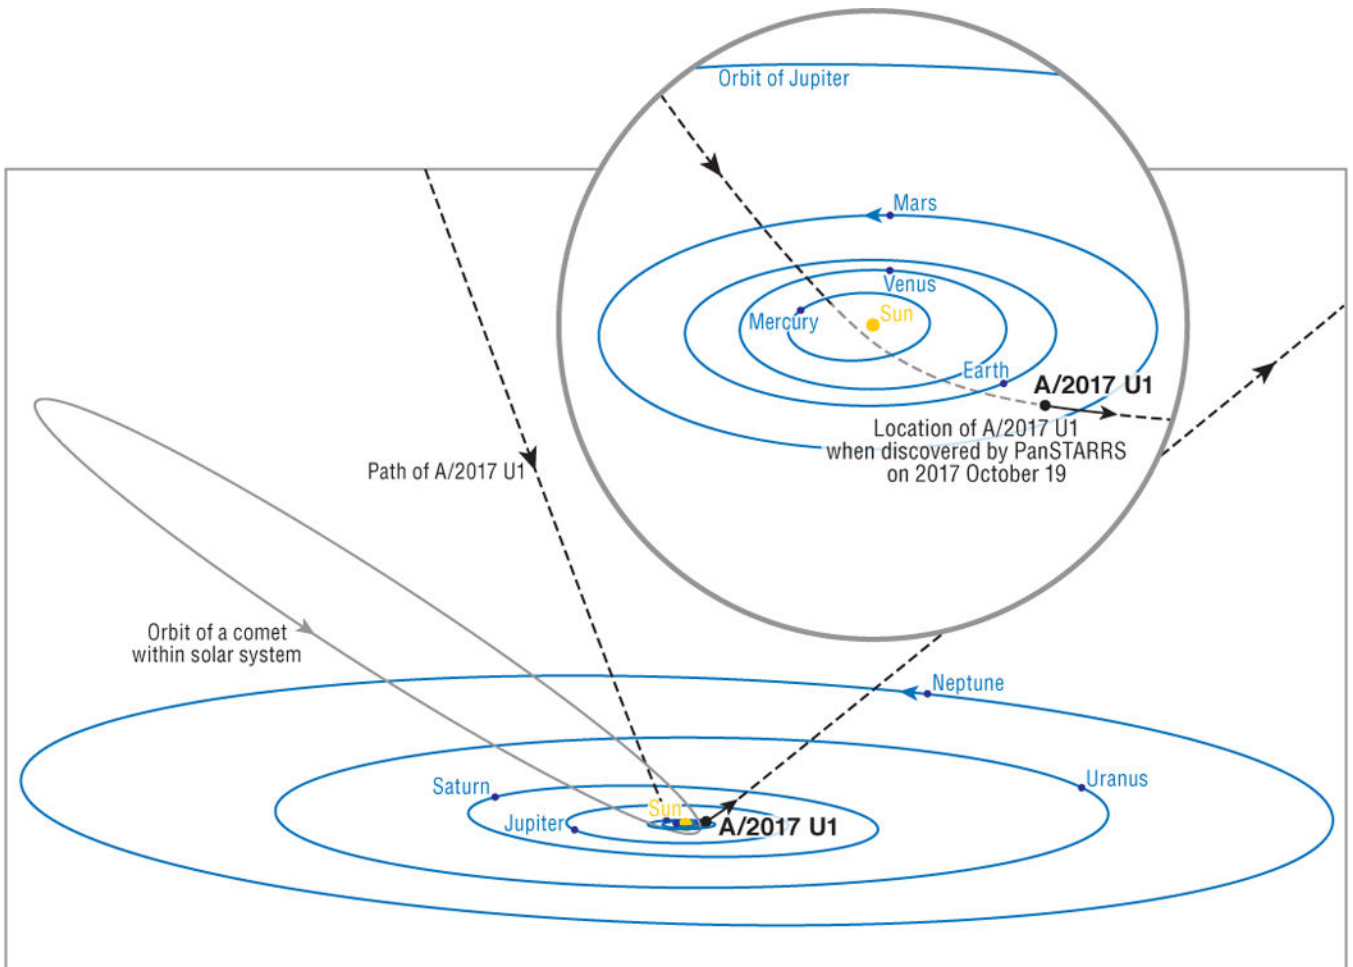 Orbit of Jupiter
Mars
Venus
Mercury
Sun
Earth
A/2017 U1
Location of A/2017 U1
when discovered by PanSTARRS
on 2017 October 19
Path of A/2017 U1
Orbit of a comet
within solar system
Neptune
Uranus
Saturn
Sun
Jupiter
A/2017 U1